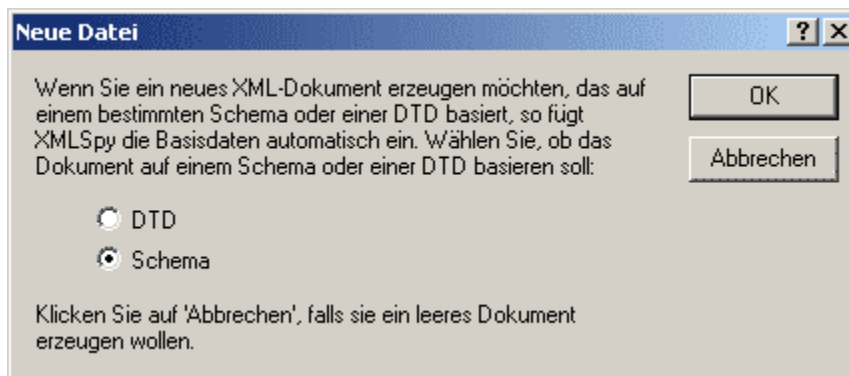 Neue Datei
Wenn Sie ein neues XML-Dokument erzeugen möchten, das auf
einem bestimmten Schema oder einer DTD basiert, so fügt
XMLSpy die Basisdaten automatisch ein. Wählen Sie, ob das
Dokument auf einem Schema oder einer DTD basieren soll:
OK
Abbrechen
DTD
Schema
Klicken Sie auf 'Abbrechen', falls sie ein leeres Dokument
erzeugen wollen.